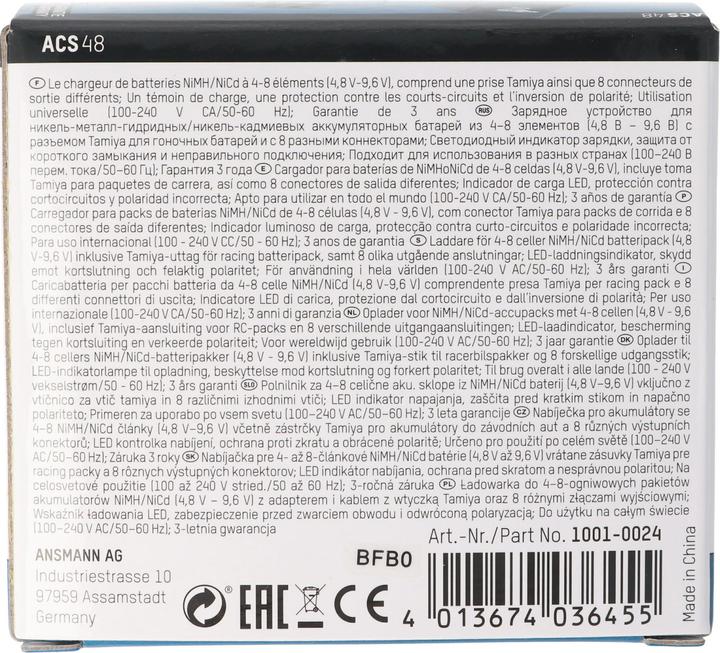 ACS 48
ACS 48
F Le chargeur de batteries NiMH/NiCd à 4-8 éléments (4,8 V-9,6 V), comprend une prise Tamiya ainsi que 8 connecteurs de
sortie différents; Un témoin de charge, une protection contre les courts-circuits et l'inversion de polarité; Utilisation
universelle (100-240 V CA/50-60 Hz); Garantie de 3 ans RUS Зарядное устройство для
никель-металл-гидридных/никель-кадмиевых аккумуляторных батарей из 4-8 элементов (4,8 В – 9,6 В) с
разъемом Tamiya для гоночных батарей и с 8 разными коннекторами; Светодиодный индикатор зарядки, защита от
короткого замыкания и неправильного подключения; Подходит для использования в разных странах (100-240 В
перем. тока/50-60 Гц); Гарантия 3 года E Cargador para baterías de NiMHoNiCd de 4-8 celdas (4,8 V-9,6 V), incluye toma
Tamiya para paquetes de carrera, así como 8 conectores de salida diferentes; Indicador de carga LED, protección contra
cortocircuitos y polaridad incorrecta; Apto para utilizar en todo el mundo (100-240 V CA/50-60 Hz); 3 años de garantía P
Carregador para packs de baterias NiMH/NiCd de 4-8 células (4,8 V - 9,6 V), com conector Tamiya para packs de corrida e 8
conectores de saída diferentes; Indicador luminoso de carga, protecção contra curto-circuitos e polaridade incorrecta;
Para uso internacional (100 - 240 V CC/50 - 60 Hz); 3 anos de garantia S Laddare för 4-8 celler NiMH/NiCd batteripack (4,8
V-9,6 V) inklusive Tamiya-uttag för racing batteripack, samt 8 olika utgående anslutningar; LED-laddningsindikator, skydd
emot kortslutning och felaktig polaritet; För användning i hela världen (100-240 V AC/50-60 Hz); 3 års garanti I
Caricabatteria per pacchi batteria da 4-8 celle NiMH/NiCd (4,8 V-9,6 V) comprendente presa Tamiya per racing pack e 8
differenti connettori di uscita; Indicatore LED di carica, protezione dal cortocircuito e dall'inversione di polarità; Per uso
internazionale (100-240 V CA/50-60 Hz); 3 anni di garanzia NL Oplader voor NiMH/NiCd-accupacks met 4-8 cellen (4,8 V - 9,6
V), inclusief Tamiya-aansluiting voor RC-packs en 8 verschillende uitgangaansluitingen; LED-laadindicator, bescherming
tegen kortsluiting en verkeerde polariteit; Voor wereldwijd gebruik (100-240 V AC/50-60 Hz); 3 jaar garantie DK Oplader til
4-8 cellers NiMH/NiCd-batteripakker (4,8 V - 9,6 V) inklusive Tamiya-stik til racerbilspakker og 8 forskellige udgangsstik;
LED-indikatorlampe til opladning, beskyttelse mod kortslutning og forkert polaritet; Til brug overalt i alle lande (100-240 V
vekselstrøm/50 - 60 Hz); 3 års garanti SLO Polnilnik za 4-8 celične aku. sklope iz NiMH/NiCd baterij (4,8 V-9,6 V) vključno z
vtičnico za vtič tamiya in 8 različnimi izhodnimi vtiči; LED indikator napajanja, zaščita pred kratkim stikom in napačno
polariteto; Primeren za uporabo po vsem svetu (100-240 V AC/50-60 Hz); 3 leta garancije CZ Nabíječka pro akumulátory se
4-8 NiMH/NiCd články (4,8 V-9,6 V) včetně zástrčky Tamiya pro akumulátory do závodních aut a 8 různých výstupních
konektorů; LED kontrolka nabíjení, ochrana proti zkratu a obrácené polaritě; Určeno pro použití po celém světě (100-240
V AC/50-60 Hz); Záruka 3 roky SK Nabíjačka pre 4- až 8-článkové NiMH/NiCd batérie (4,8 V až 9,6 V) vrátane zásuvky Tamiya pre
racing packy a 8 rôznych výstupných konektorov; LED indikátor nabíjania, ochrana pred skratom a nesprávnou polaritou; Na
celosvetové použitie (100 až 240 V stried./50 až 60 Hz); 3-ročná záruka PL Ładowarka do 4-8-ogniwowych pakietów
akumulatorów NiMH/NiCd (4,8 V – 9,6 V) z adapterem i kablem z wtyczką Tamiya oraz 8 różnymi złączami wyjściowymi;
Wskaźnik ładowania LED, zabezpieczenie przed zwarciem obwodu i odwróconą polaryzacją; Do użytku na całym świecie
(100-240 V AC/50-60 Hz); 3-letnia gwarancja
Art.-Nr./Part No. 1001-0024
ANSMANN AG
Industriestrasse 10
97959 Assamstadt
Germany
BFB0
EAC
CE
4 013674 036455
Made in China